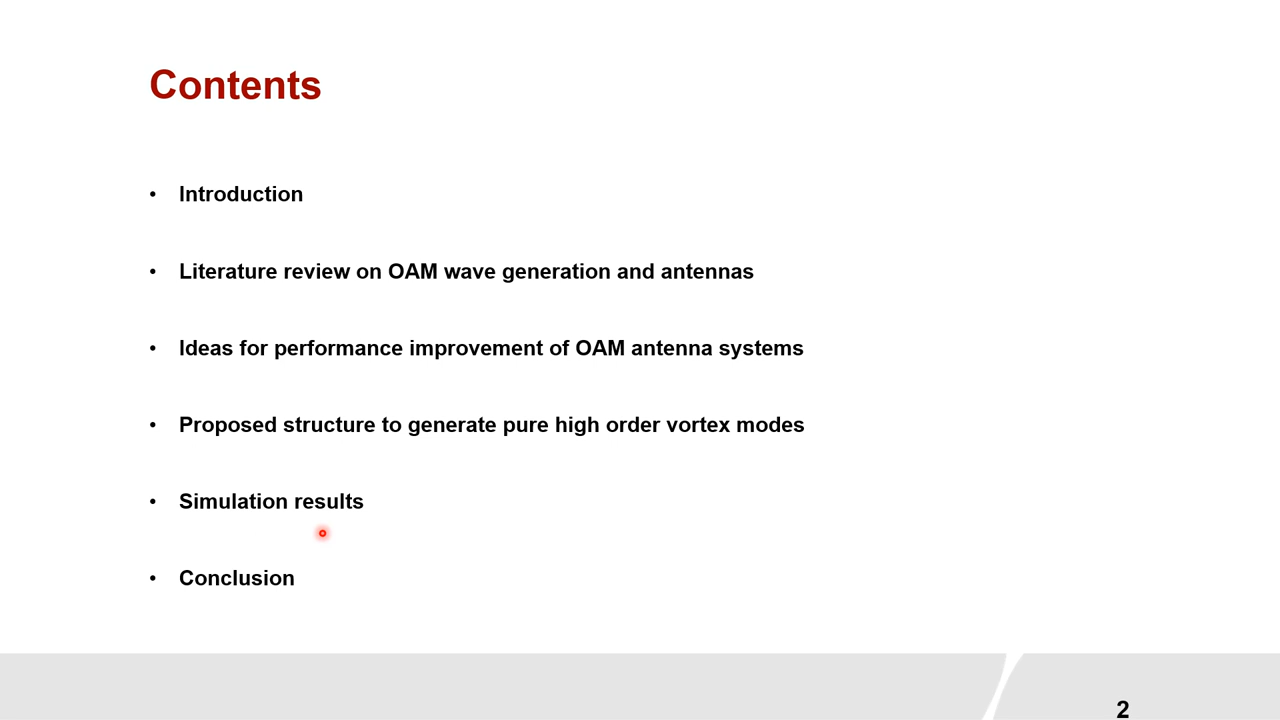 Contents
• Introduction
• Literature review on OAM wave generation and antennas
• Ideas for performance improvement of OAM antenna systems
• Proposed structure to generate pure high order vortex modes
• Simulation results
• Conclusion
2